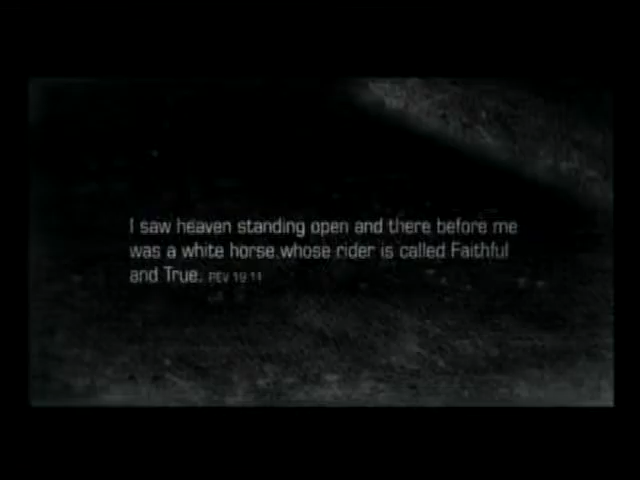 I saw heaven standing open and there before me
was a white horse whose rider is called Faithful
and True. REV 19:11